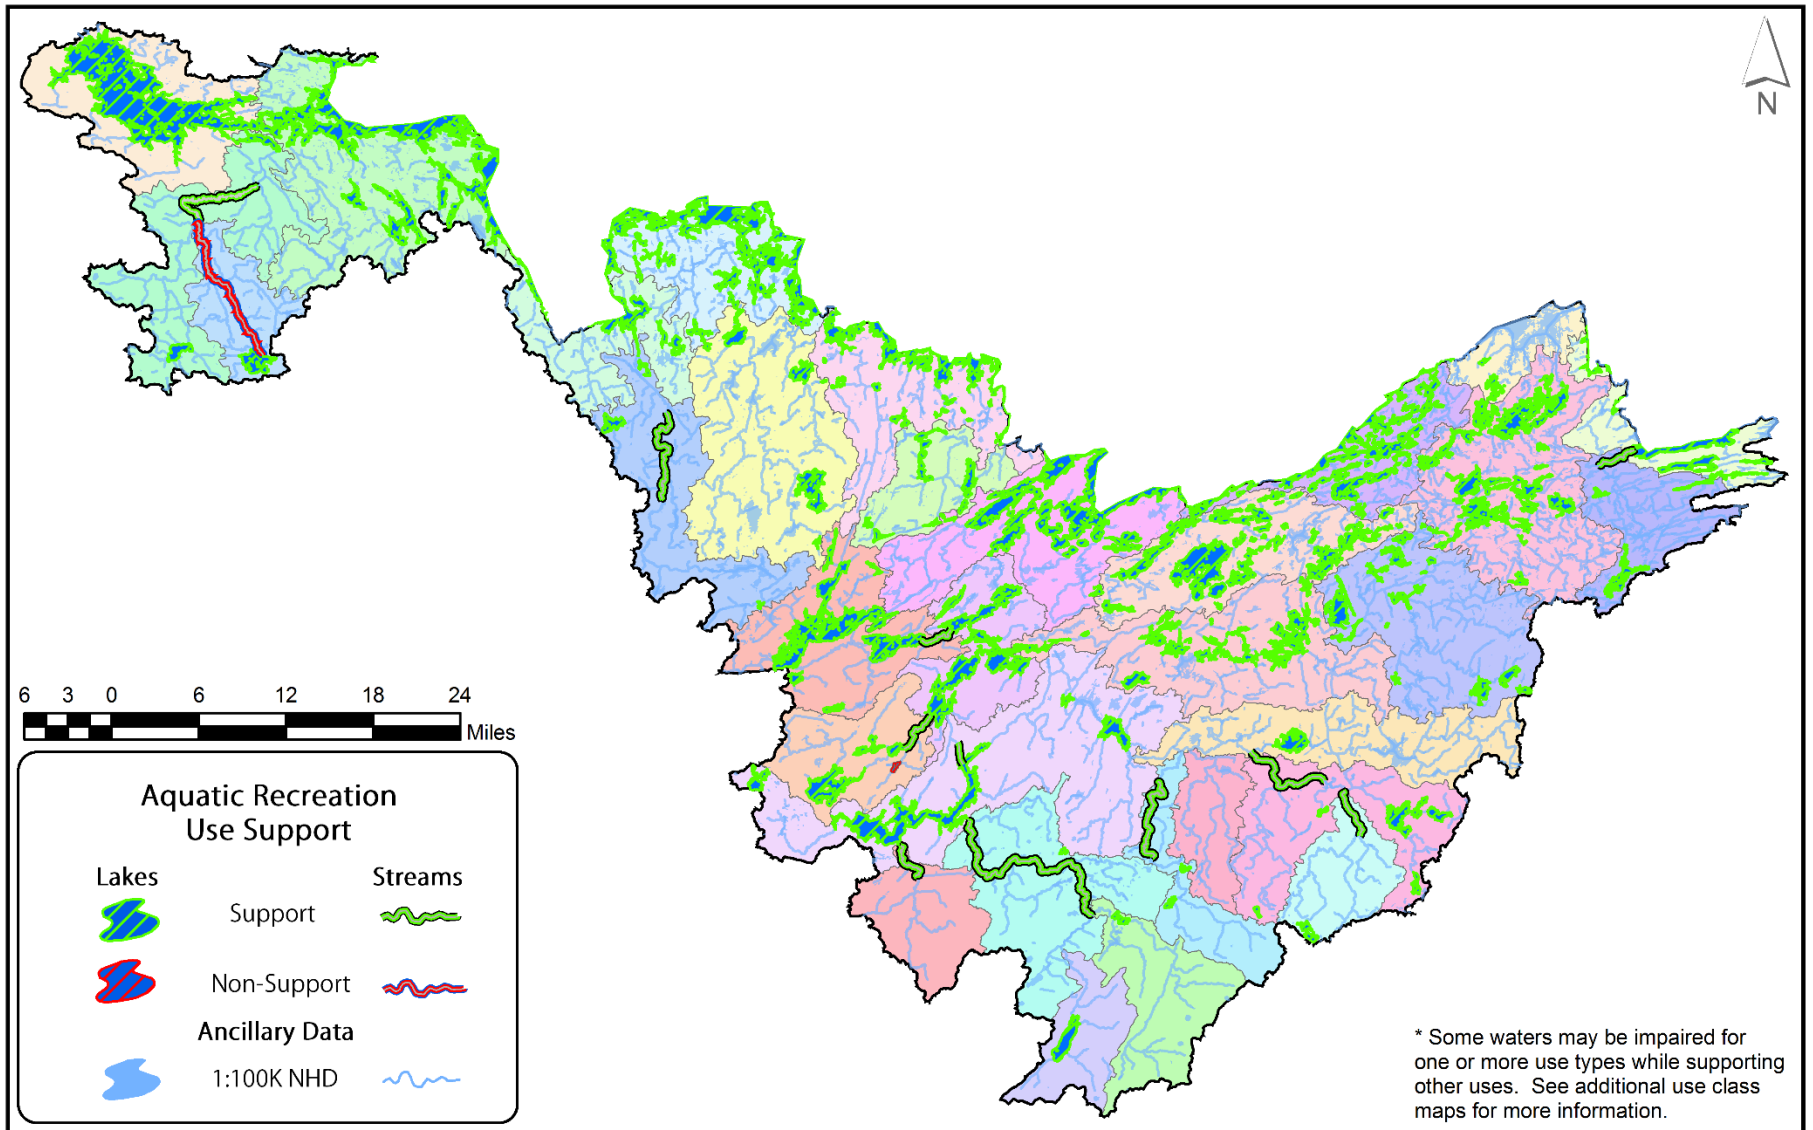 N
6 3 0 6 12 18 24
Miles
Aquatic Recreation
Use Support
Lakes Streams
Support
Non-Support
Ancillary Data
1:100K NHD
* Some waters may be impaired for
one or more use types while supporting
other uses. See additional use class
maps for more information.